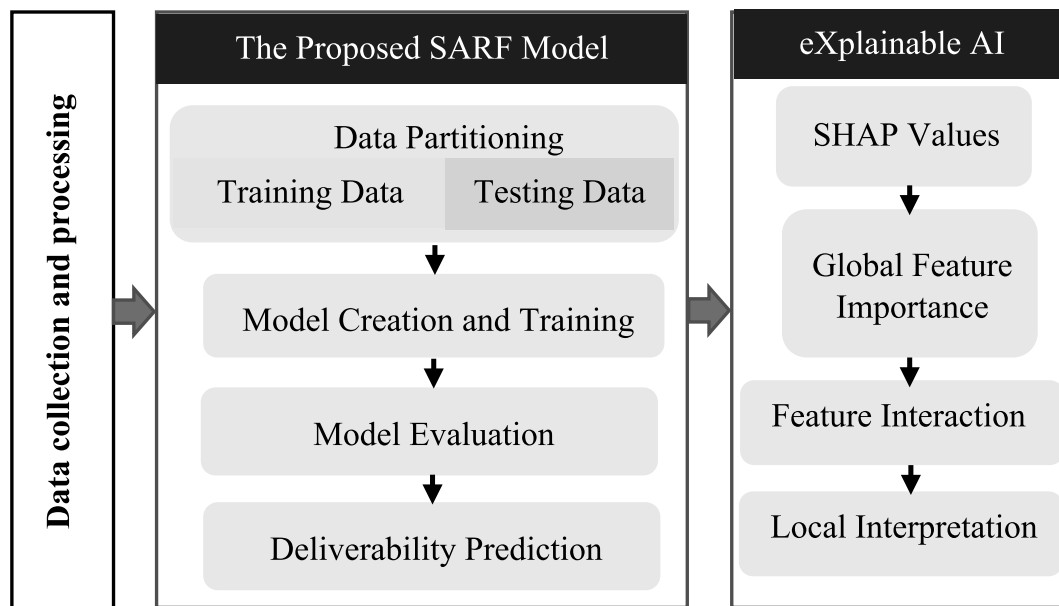 Data collection and processing
The Proposed SARF Model
Data Partitioning
Training Data
Testing Data
Model Creation and Training
Model Evaluation
Deliverability Prediction
eXplainable AI
SHAP Values
Global Feature
Importance
Feature Interaction
Local Interpretation